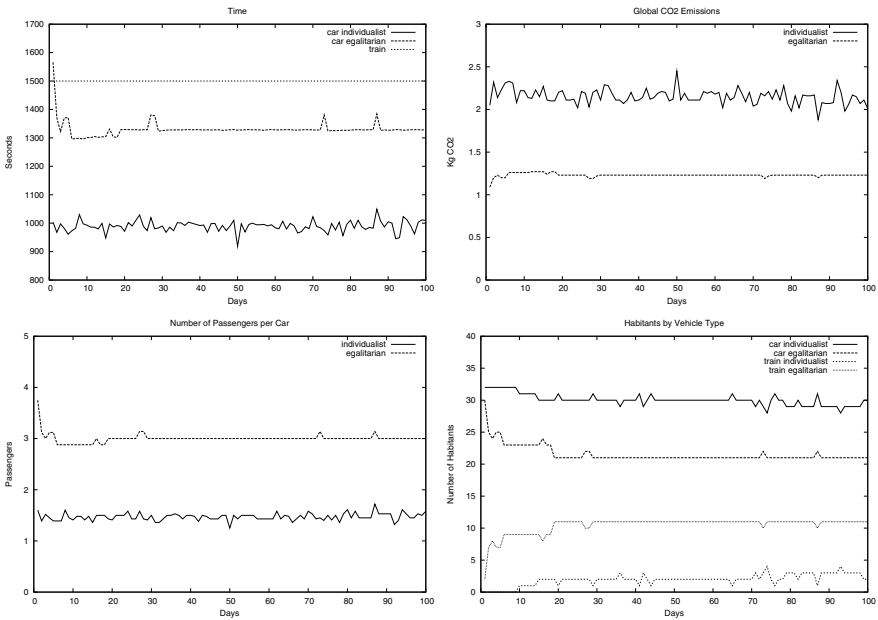 Time
car individualist
car egalitarian
train
1700
1600
1500
1400
1300
1200
1100
1000
900
800
Seconds
0 10 20 30 40 50 60 70 80 90 100
Days
Global CO2 Emissions
individualist
egalitarian
3
2.5
2
1.5
1
0.5
0
Kg CO2
0 10 20 30 40 50 60 70 80 90 100
Days
Number of Passengers per Car
individualist
egalitarian
5
4
3
2
1
0
Passengers
0 10 20 30 40 50 60 70 80 90 100
Days
Habitants by Vehicle Type
car individualist
car egalitarian
train individualist
train egalitarian
40
35
30
25
20
15
10
5
0
Number of Habitants
0 10 20 30 40 50 60 70 80 90 100
Days